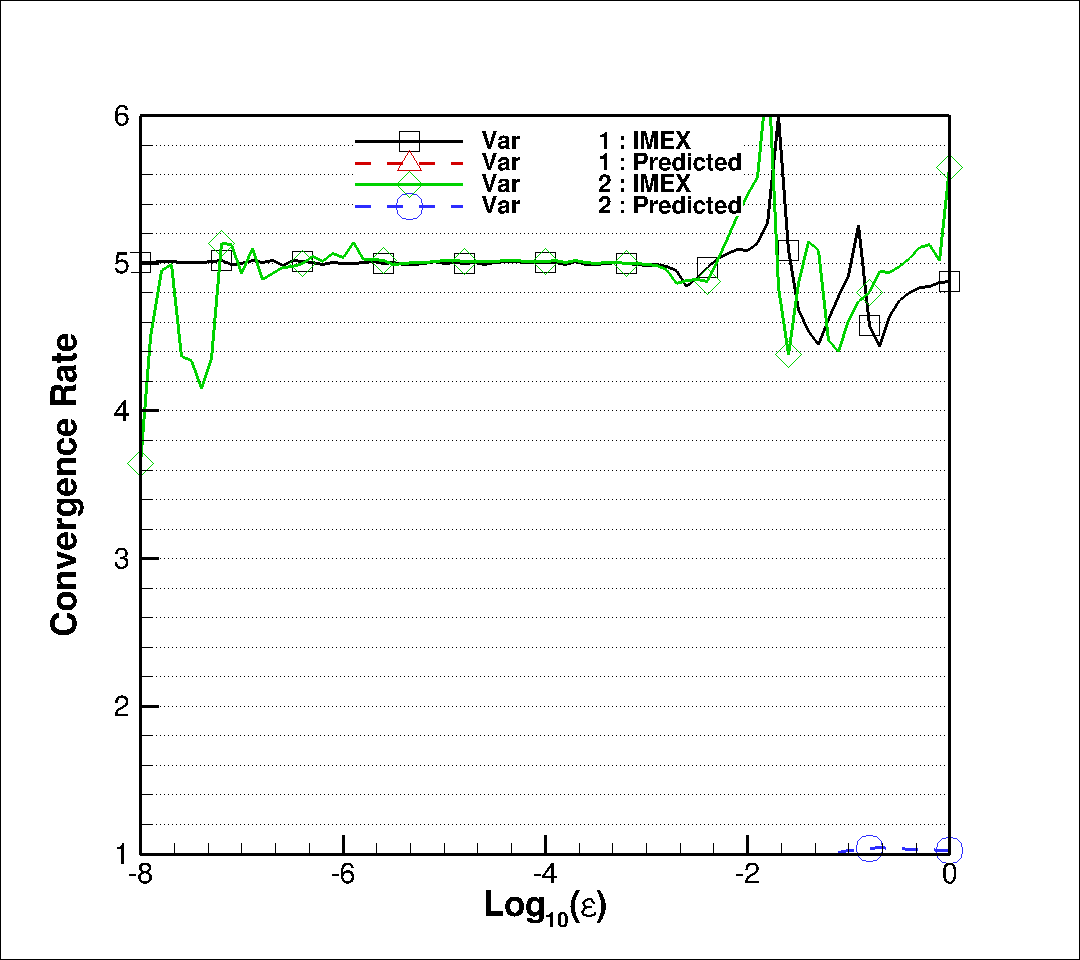 6
Var 1 : IMEX
Var 1 : Predicted
Var 2 : IMEX
Var 2 : Predicted
5
4
3
2
1
Convergence Rate
-8 -6 -4 -2 0
Log10(ε)